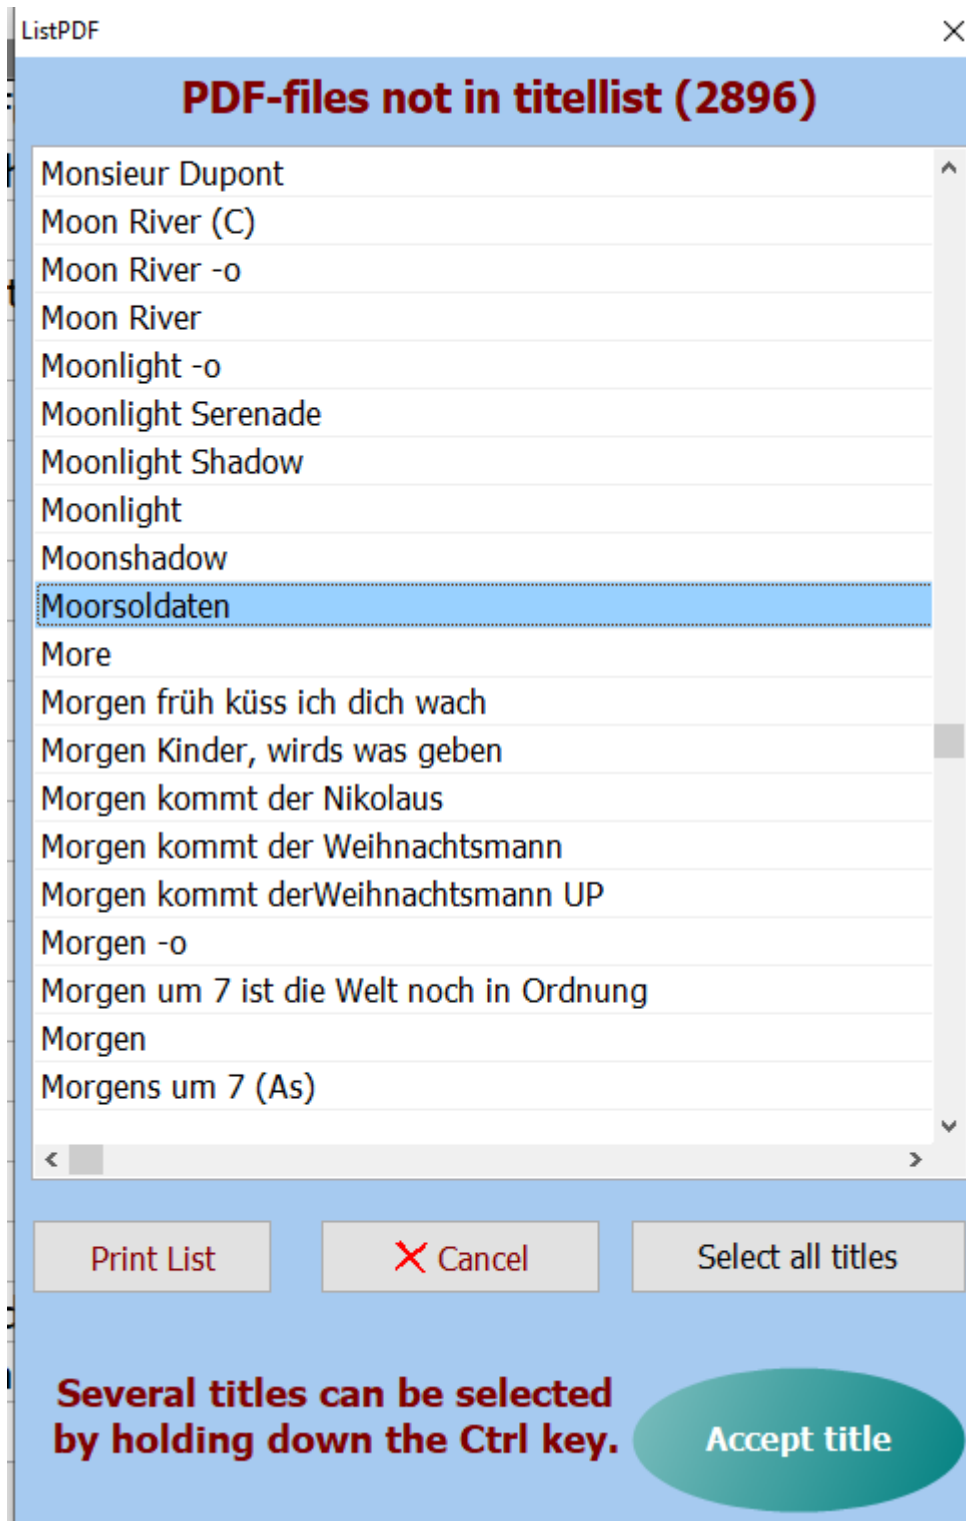 ListPDF
PDF-files not in titellist (2896)
Monsieur Dupont
Moon River (C)
Moon River -o
Moon River
Moonlight -o
Moonlight Serenade
Moonlight Shadow
Moonlight
Moonshadow
Moorsoldaten
More
Morgen früh küss ich dich wach
Morgen Kinder, wirds was geben
Morgen kommt der Nikolaus
Morgen kommt der Weihnachtsmann
Morgen kommt derWeihnachtsmann UP
Morgen -o
Morgen um 7 ist die Welt noch in Ordnung
Morgen
Morgens um 7 (As)
Print List
Cancel
Select all titles
Several titles can be selected
by holding down the Ctrl key.
Accept title